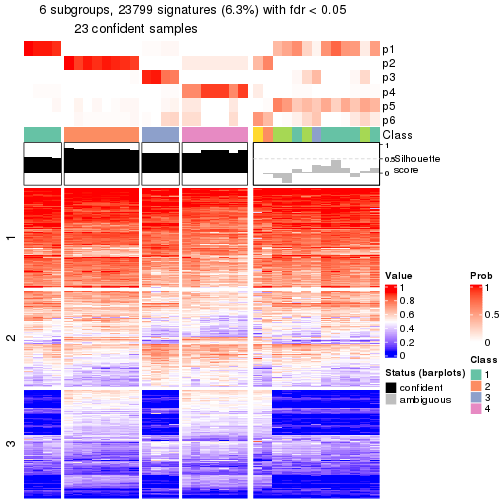 6 subgroups, 23799 signatures (6.3%) with fdr < 0.05
23 confident samples
p1
p2
p3
p4
p5
p6
Class
1
0.5
0
Silhouette
score
1
2
3
Value
1
0.8
0.6
0.4
0.2
0
Prob
1
0.5
0
Status (barplots)
confident
ambiguous
Class
1
2
3
4